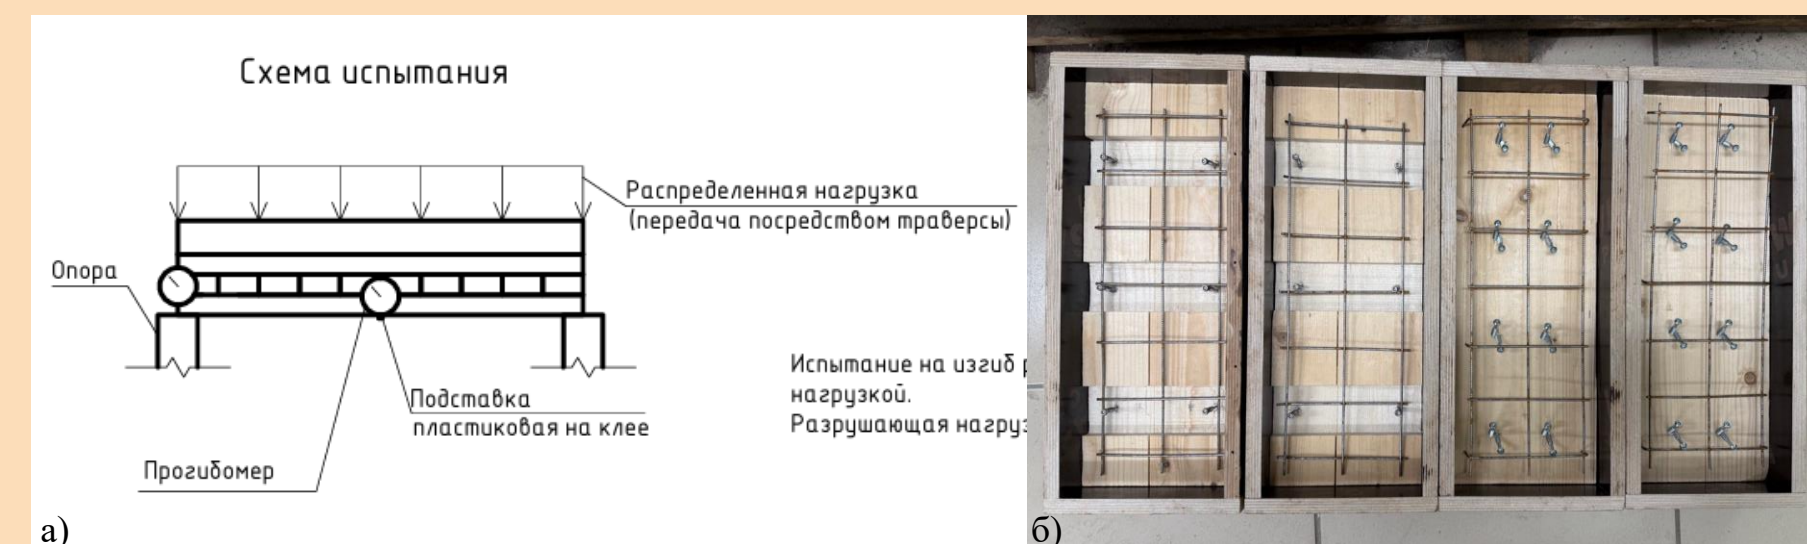 Схема испытания
Распределенная нагрузка
(передача посредством траверсы)
Опора
Испытание на изгиб
нагрузкой.
Разрушающая
Подставка
пластиковая на клее
Прогибомер
а)
б)